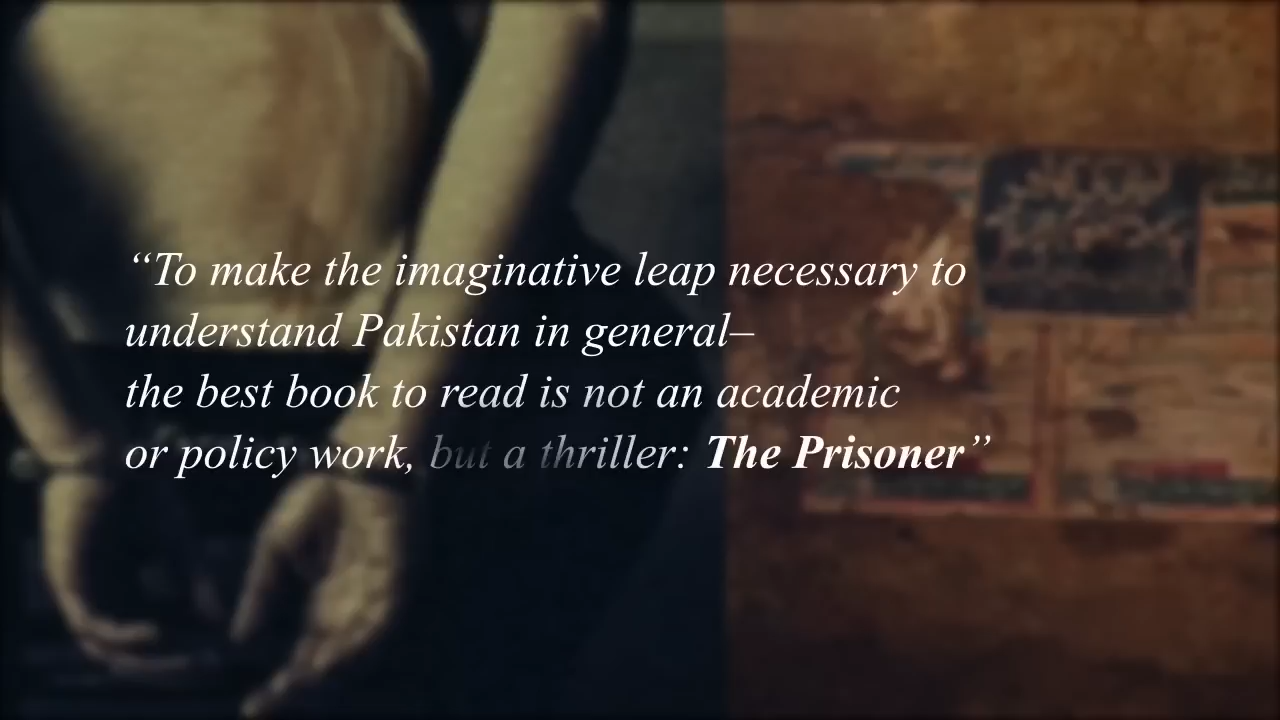 “To make the imaginative leap necessary to
understand Pakistan in general–
the best book to read is not an academic
or policy work, but a thriller: The Prisoner”